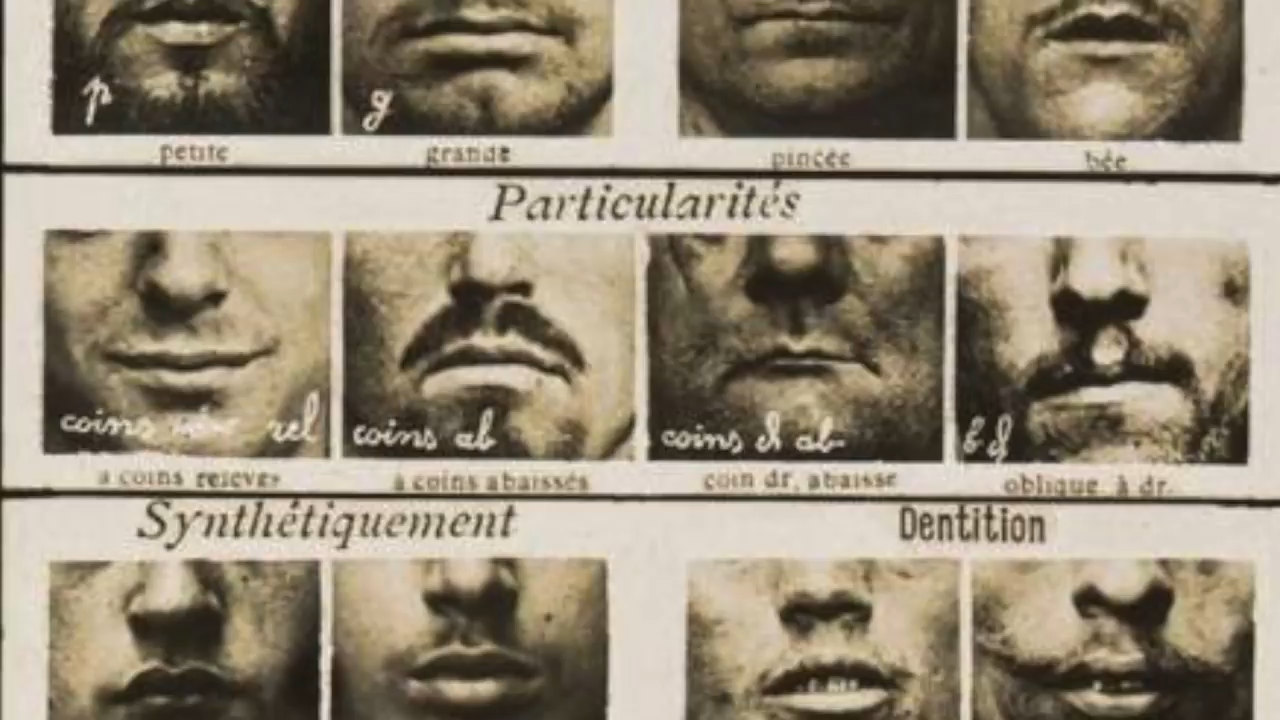 p g
petite grande pincée bée
Particularités
coins rel coins ab coins d ab b d
à coins relevés à coins abaissés coin dr. abaissé oblique à dr.
Synthétiquement Dentition